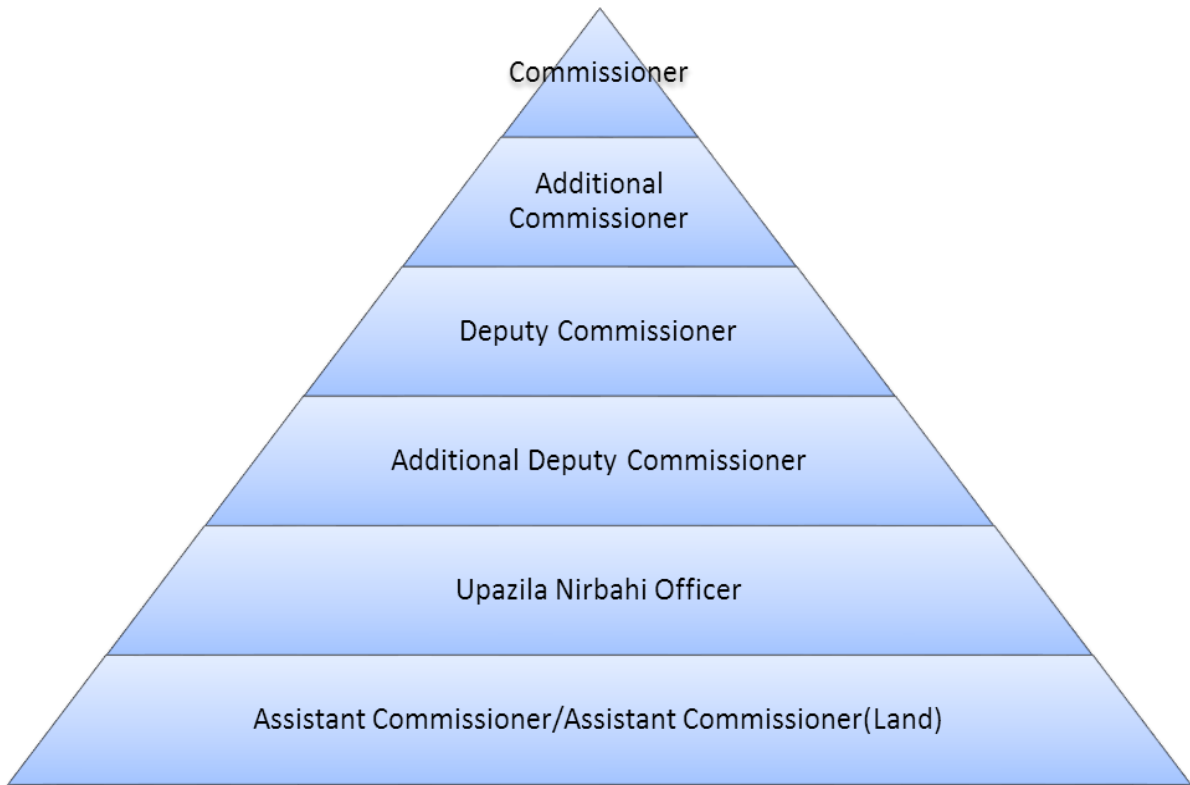 Commissioner
Additional
Commissioner
Deputy Commissioner
Additional Deputy Commissioner
Upazila Nirbahi Officer
Assistant Commissioner/Assistant Commissioner(Land)